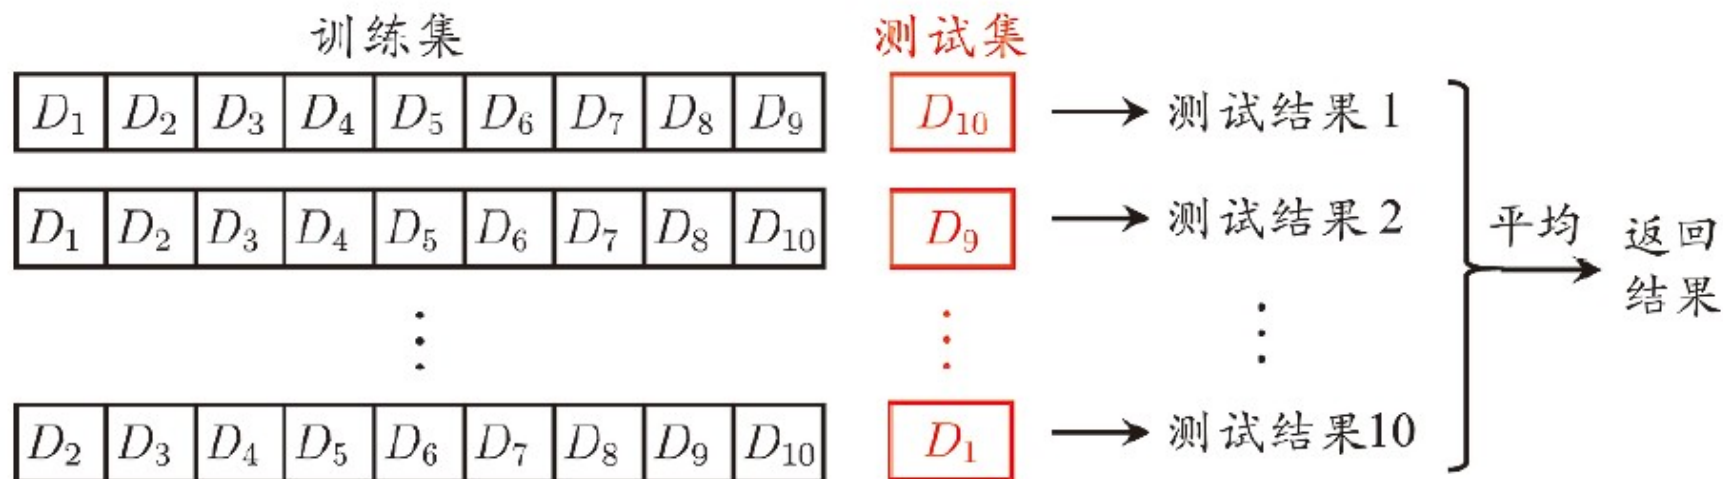 训练集 测试集
D₁ D₂ D₃ D₄ D₅ D₆ D₇ D₈ D₉ D₁₀ 测试结果1
D₁ D₂ D₃ D₄ D₅ D₆ D₇ D₈ D₁₀ D₉ 测试结果2
平均 返回
结果
⋮ ⋮ ⋮
D₂ D₃ D₄ D₅ D₆ D₇ D₈ D₉ D₁₀ D₁ 测试结果10